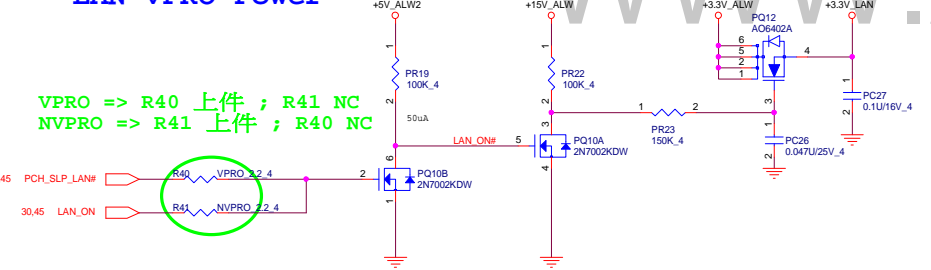 LAN VPRO Power
+5V_ALW2
+15V_ALW
+3.3V_ALW
+3.3V_LAN
WWW.
PQ12
AO6402A
6
5
2
1
4
3
1
PR19
100K_4
2
1
PR22
100K_4
2
1
PC27
0.1U/16V_4
2
VPRO => R40 上件 ; R41 NC
NVPRO => R41 上件 ; R40 NC
50uA
1
2
PR23
150K_4
1
PC26
0.047U/25V_4
2
LAN_ON#
5
3
PQ10A
2N7002KDW
4
6
2
PQ10B
2N7002KDW
1
45 PCH_SLP_LAN#
R40
VPRO_2.2_4
30,45 LAN_ON
R41
NVPRO_2.2_4